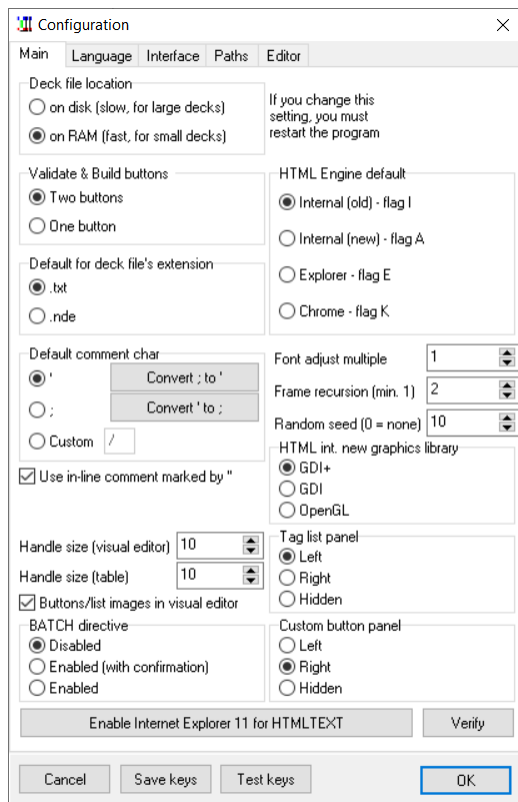 Configuration
Main Language Interface Paths Editor
Deck file location
on disk (slow, for large decks)
on RAM (fast, for small decks)
If you change this
setting, you must
restart the program
Validate & Build buttons
Two buttons
One button
HTML Engine default
Internal (old) - flag I
Internal (new) - flag A
Explorer - flag E
Chrome - flag K
Default for deck file's extension
.txt
.nde
Default comment char
' Convert ; to '
; Convert ' to ;
Custom /
Use in-line comment marked by ''
Font adjust multiple 1
Frame recursion (min. 1) 2
Random seed (0 = none) 10
HTML int. new graphics library
GDI+
GDI
OpenGL
Handle size (visual editor) 10
Handle size (table) 10
Buttons/list images in visual editor
Tag list panel
Left
Right
Hidden
BATCH directive
Disabled
Enabled (with confirmation)
Enabled
Custom button panel
Left
Right
Hidden
Enable Internet Explorer 11 for HTMLTEXT Verify
Cancel Save keys Test keys OK